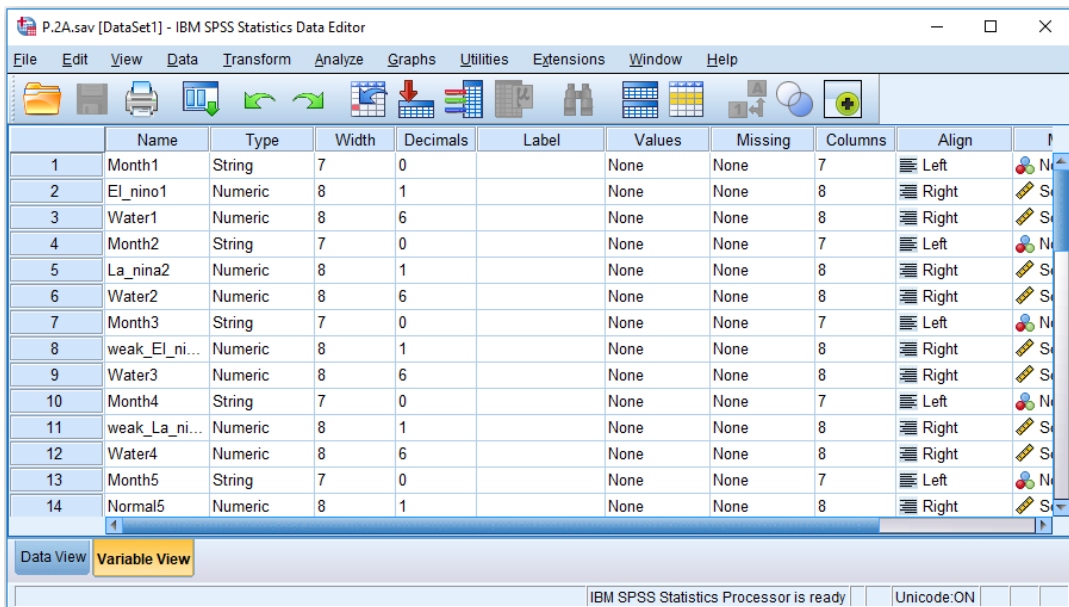 P.2A.sav [DataSet1] - IBM SPSS Statistics Data Editor
File Edit View Data Transform Analyze Graphs Utilities Extensions Window Help
Name Type Width Decimals Label Values Missing Columns Align
1 Month1 String 7 0 None None 7 Left
2 El_nino1 Numeric 8 1 None None 8 Right
3 Water1 Numeric 8 6 None None 8 Right
4 Month2 String 7 0 None None 7 Left
5 La_nina2 Numeric 8 1 None None 8 Right
6 Water2 Numeric 8 6 None None 8 Right
7 Month3 String 7 0 None None 7 Left
8 weak_El_ni... Numeric 8 1 None None 8 Right
9 Water3 Numeric 8 6 None None 8 Right
10 Month4 String 7 0 None None 7 Left
11 weak_La_ni... Numeric 8 1 None None 8 Right
12 Water4 Numeric 8 6 None None 8 Right
13 Month5 String 7 0 None None 7 Left
14 Normal5 Numeric 8 1 None None 8 Right
Data View Variable View
IBM SPSS Statistics Processor is ready Unicode:ON